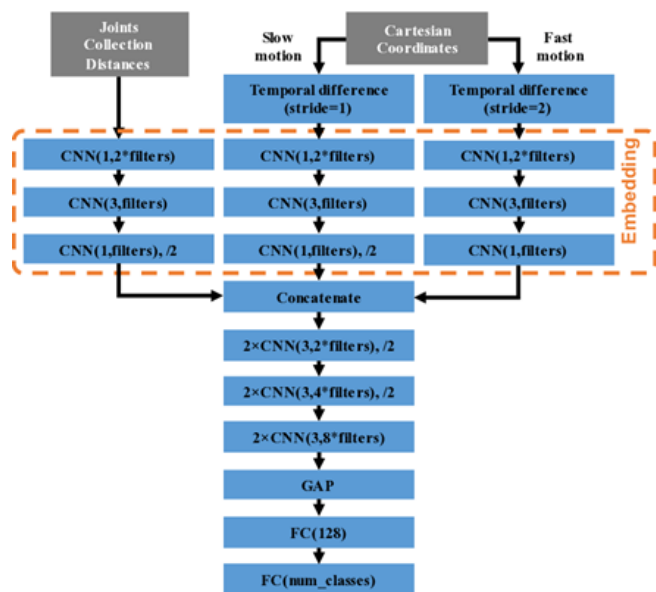 Joints
Collection
Distances
Slow
motion
Cartesian
Coordinates
Fast
motion
Temporal difference
(stride=1)
Temporal difference
(stride=2)
CNN(1,2*filters)
CNN(1,2*filters)
CNN(1,2*filters)
CNN(3,filters)
CNN(3,filters)
CNN(3,filters)
CNN(1,filters), /2
CNN(1,filters), /2
CNN(1,filters)
Embedding
Concatenate
2×CNN(3,2*filters), /2
2×CNN(3,4*filters), /2
2×CNN(3,8*filters)
GAP
FC(128)
FC(num_classes)